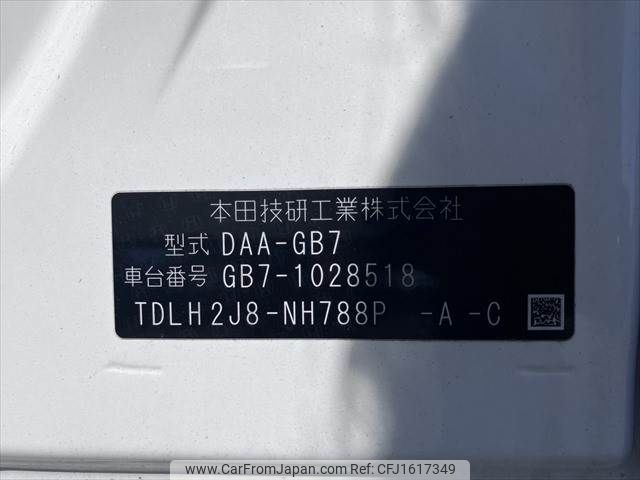 本田技研工業株式会社
型式 DAA-GB7
車台番号 GB7-1028518
TDLH2J8-NH788P -A -C
www.CarFromJapan.com - CFJ1617349